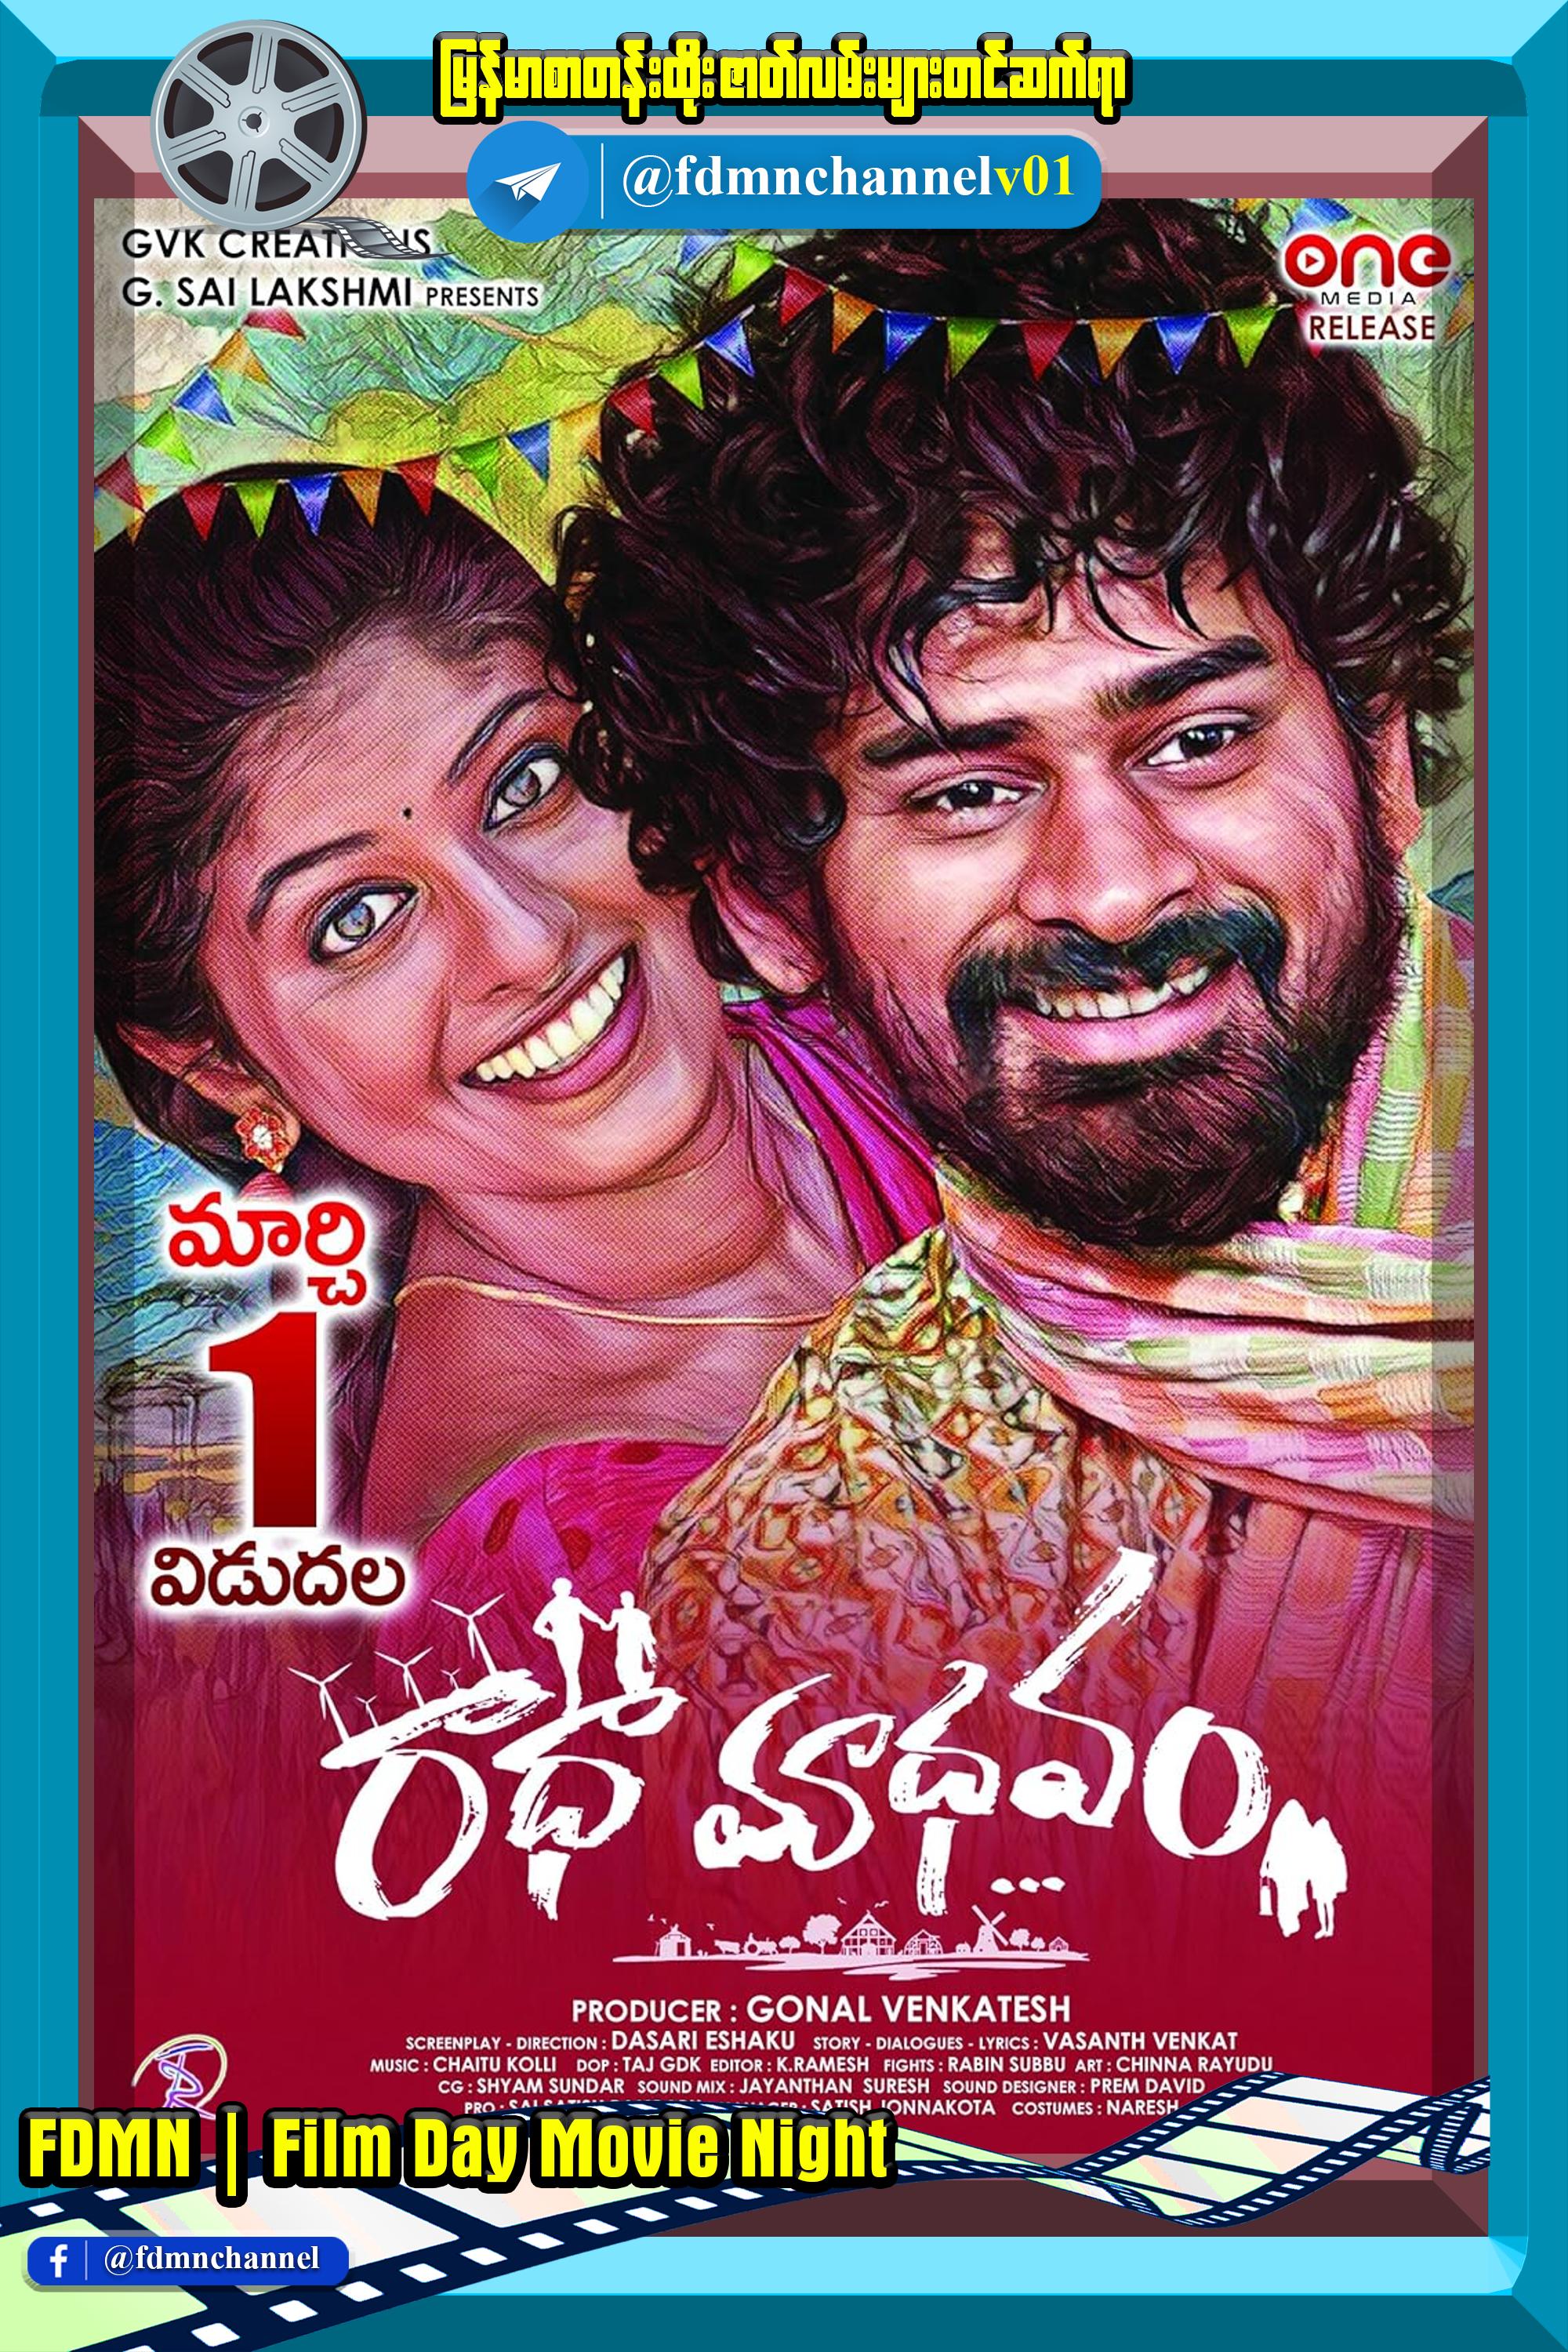 မြန်မာစာတန်းထိုး ဇာတ်လမ်းများတင်ဆက်ရာ
@fdmnchannelv01
GVK CREATIONS
G. SAI LAKSHMI PRESENTS
one
MEDIA
RELEASE
మార్చి
1
విడుదల
రాధా మాధవం...
PRODUCER : GONAL VENKATESH
SCREENPLAY - DIRECTION : DASARI ESHAKU STORY - DIALOGUES - LYRICS : VASANTH VENKAT
MUSIC : CHAITU KOLLI DOP : TAJ GDK EDITOR : K.RAMESH FIGHTS : RABIN SUBBU ART : CHINNA RAYUDU
CG : SHYAM SUNDAR SOUND MIX : JAYANTHAN SURESH SOUND DESIGNER : PREM DAVID
PRO : SATISH JONNAKOTA COSTUMES : NARESH
FDMN | Film Day Movie Night
@fdmnchannel